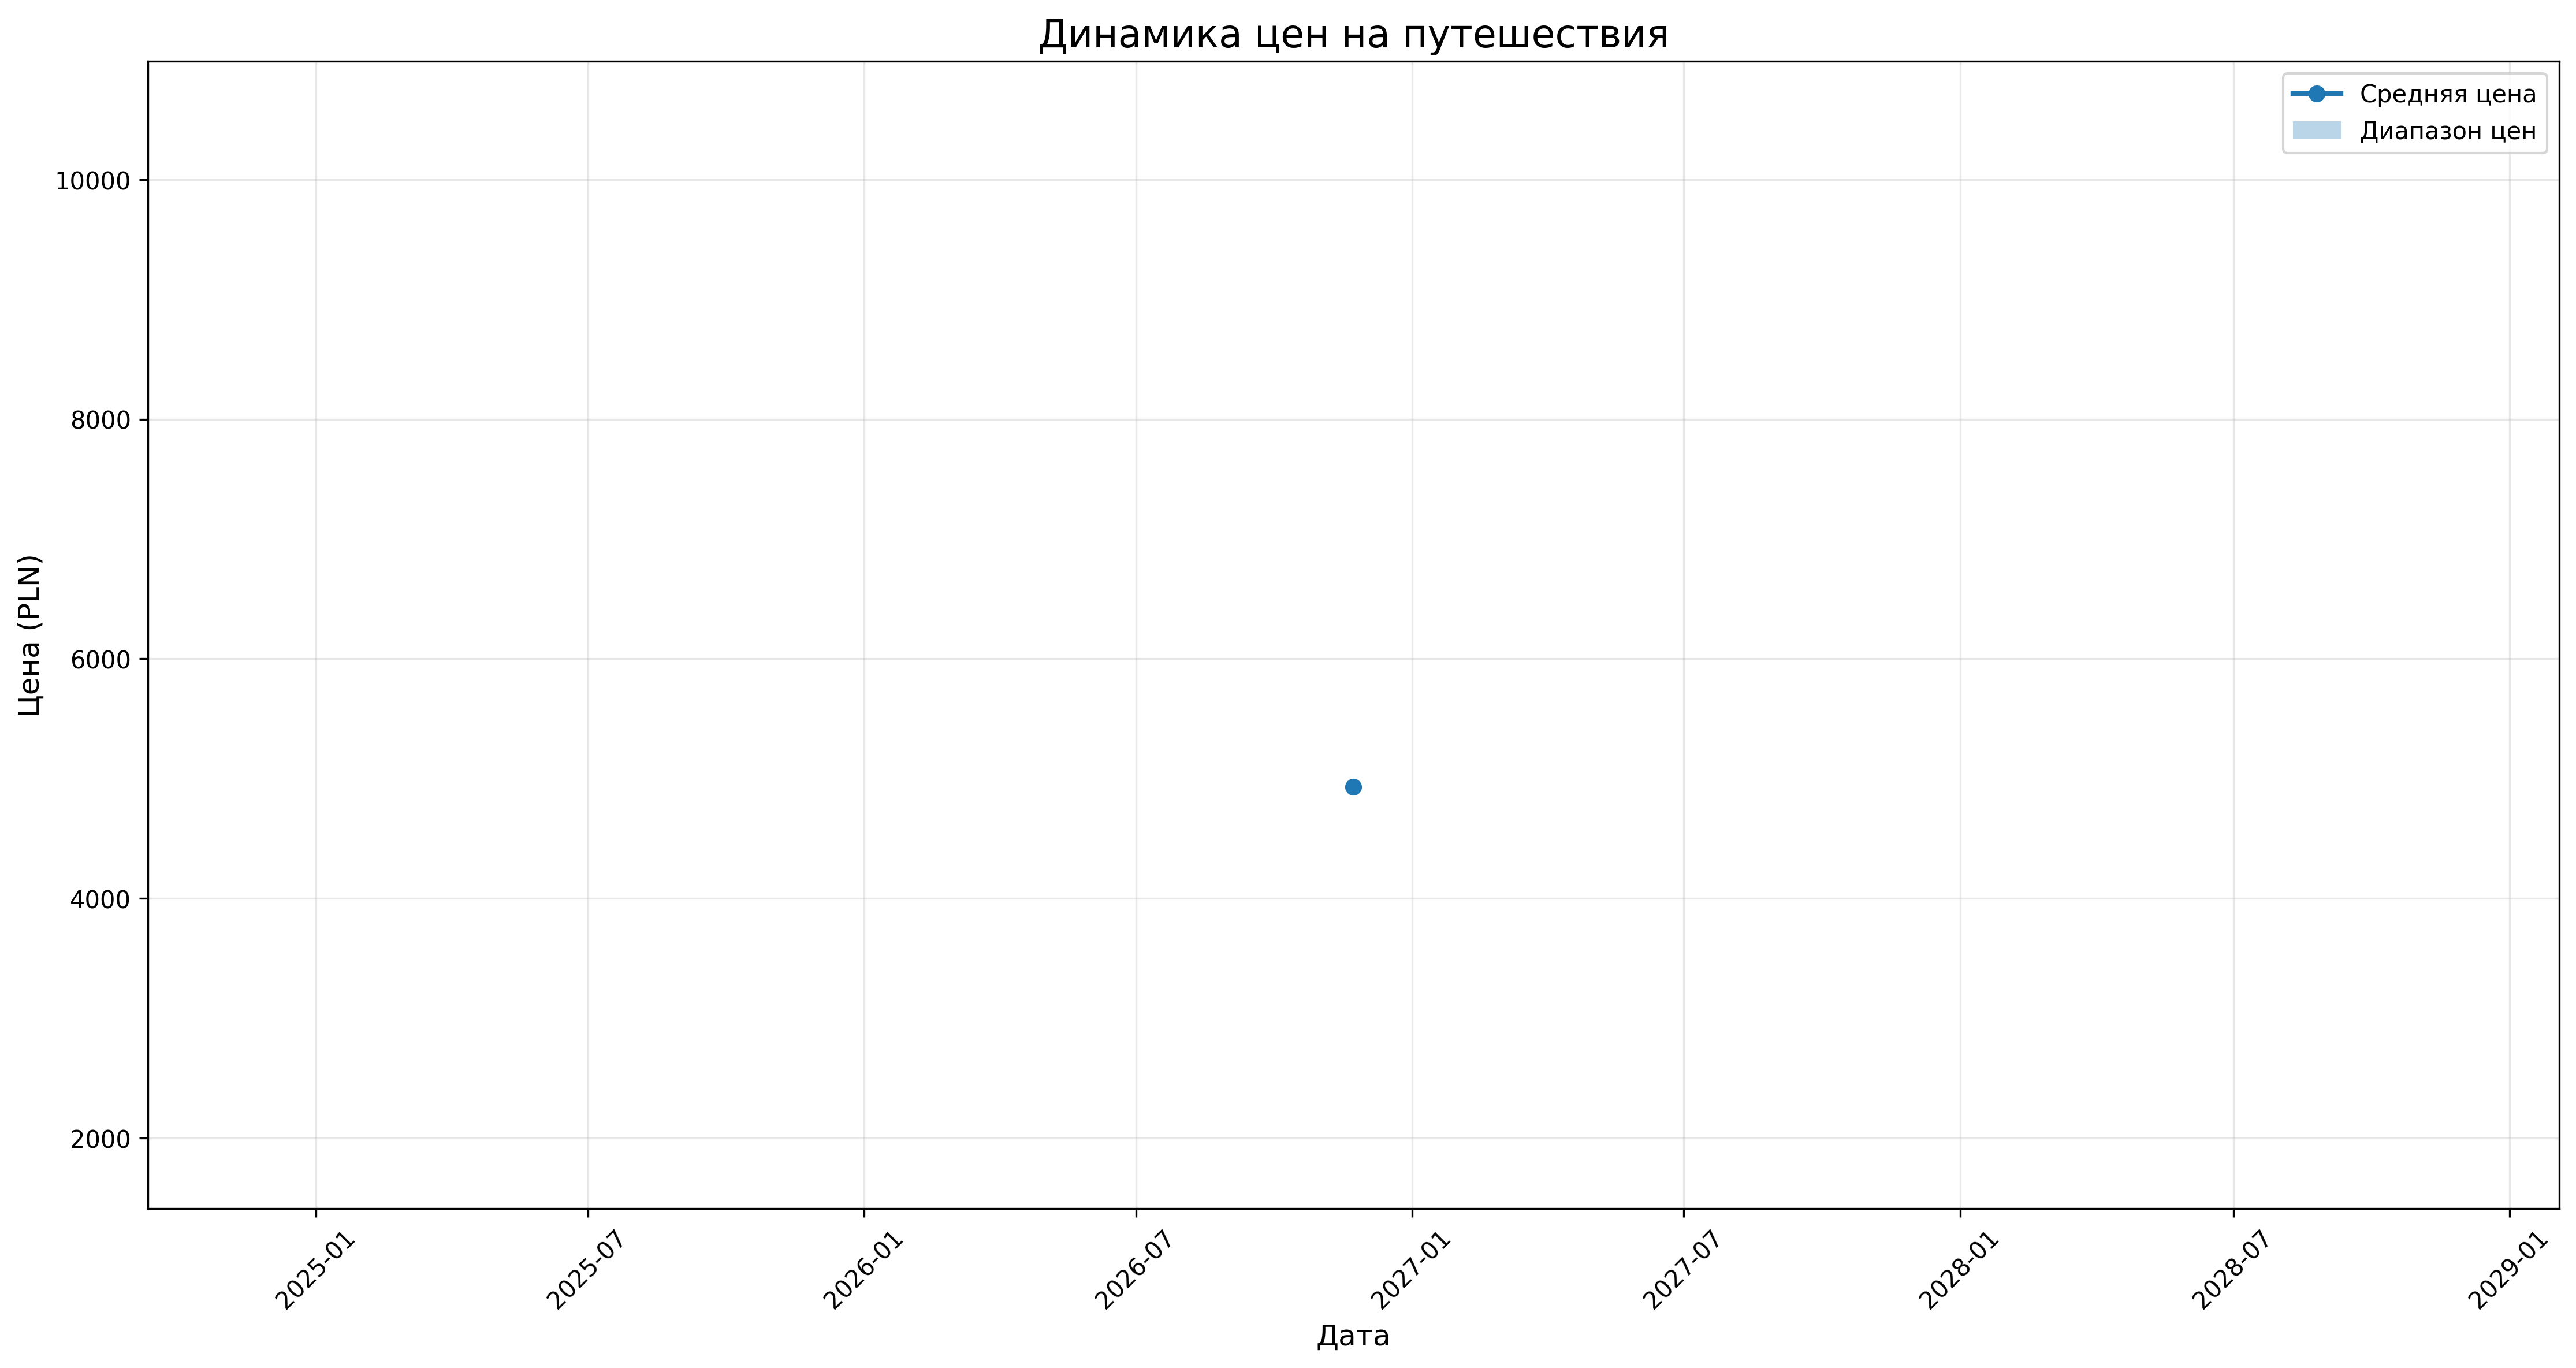 Динамика цен на путешествия
Средняя цена
Диапазон цен
10000
8000
6000
4000
2000
Цена (PLN)
2025-01
2025-07
2026-01
2026-07
2027-01
2027-07
2028-01
2028-07
2029-01
Дата